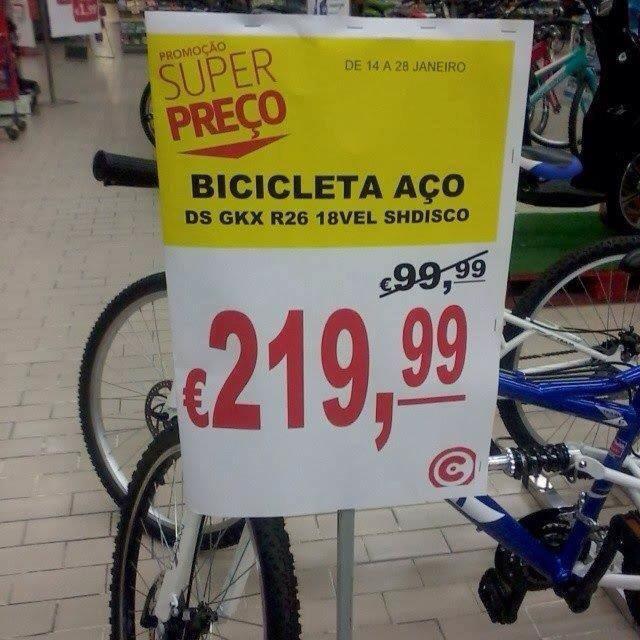 PROMOÇÃO
SUPER
PREÇO
DE 14 A 28 JANEIRO
BICICLETA AÇO
DS GKX R26 18VEL SHDISCO
€99,99
€219,99